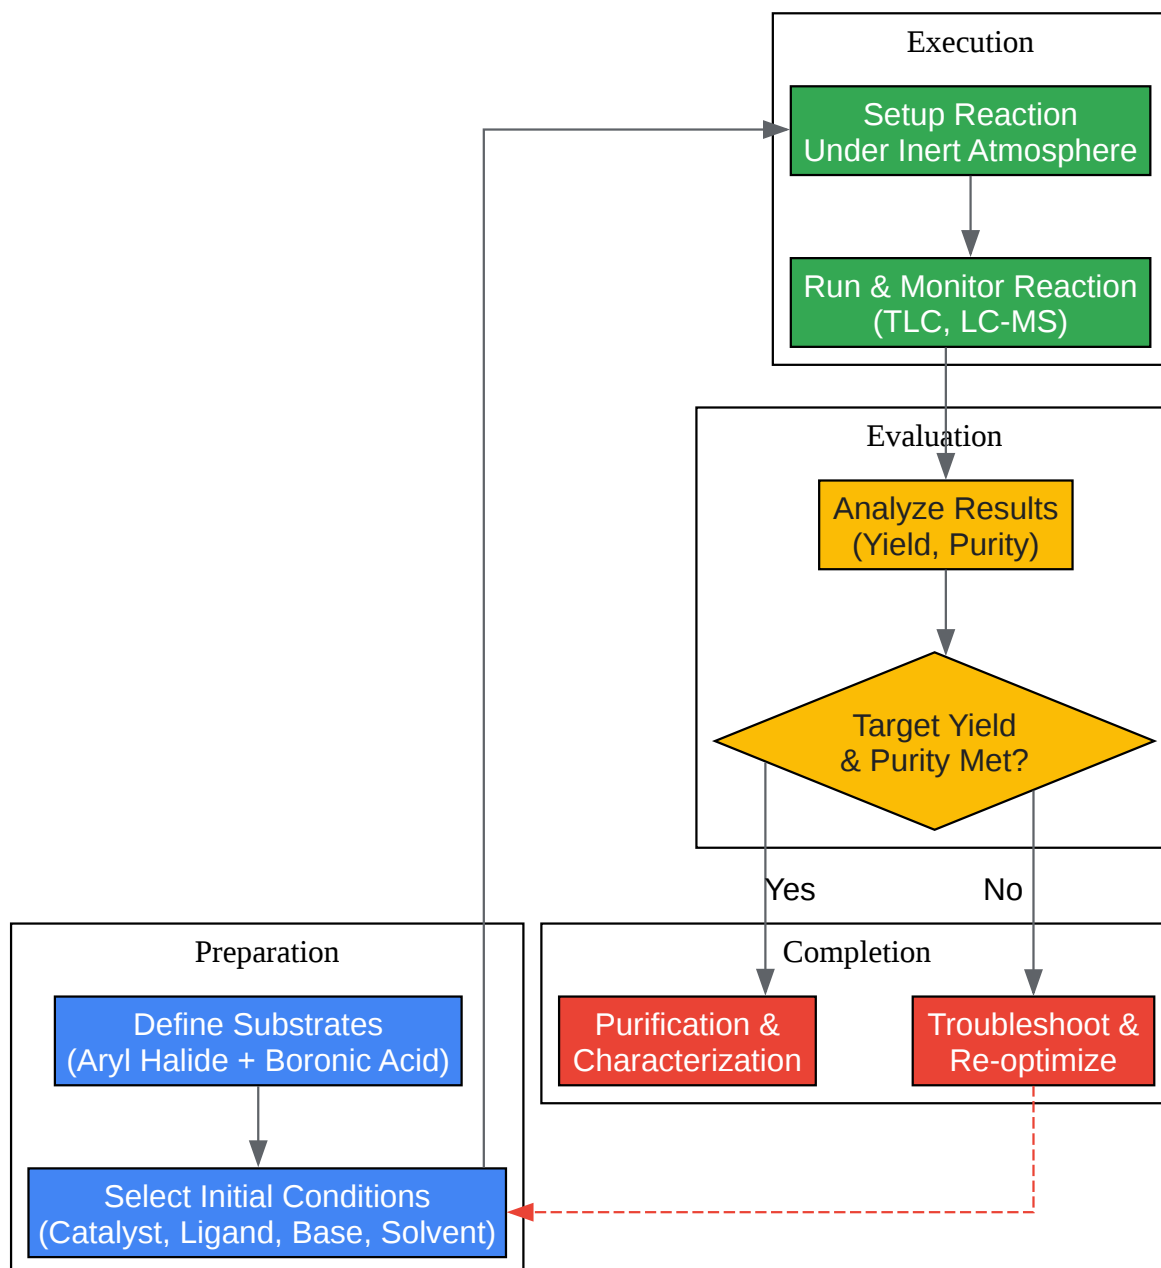 Execution
Setup Reaction
Under Inert Atmosphere
Run & Monitor Reaction
(TLC, LC-MS)
Evaluation
Analyze Results
(Yield, Purity)
Target Yield
& Purity Met?
Yes
No
Preparation
Define Substrates
(Aryl Halide + Boronic Acid)
Select Initial Conditions
(Catalyst, Ligand, Base, Solvent)
Completion
Purification &
Characterization
Troubleshoot &
Re-optimize